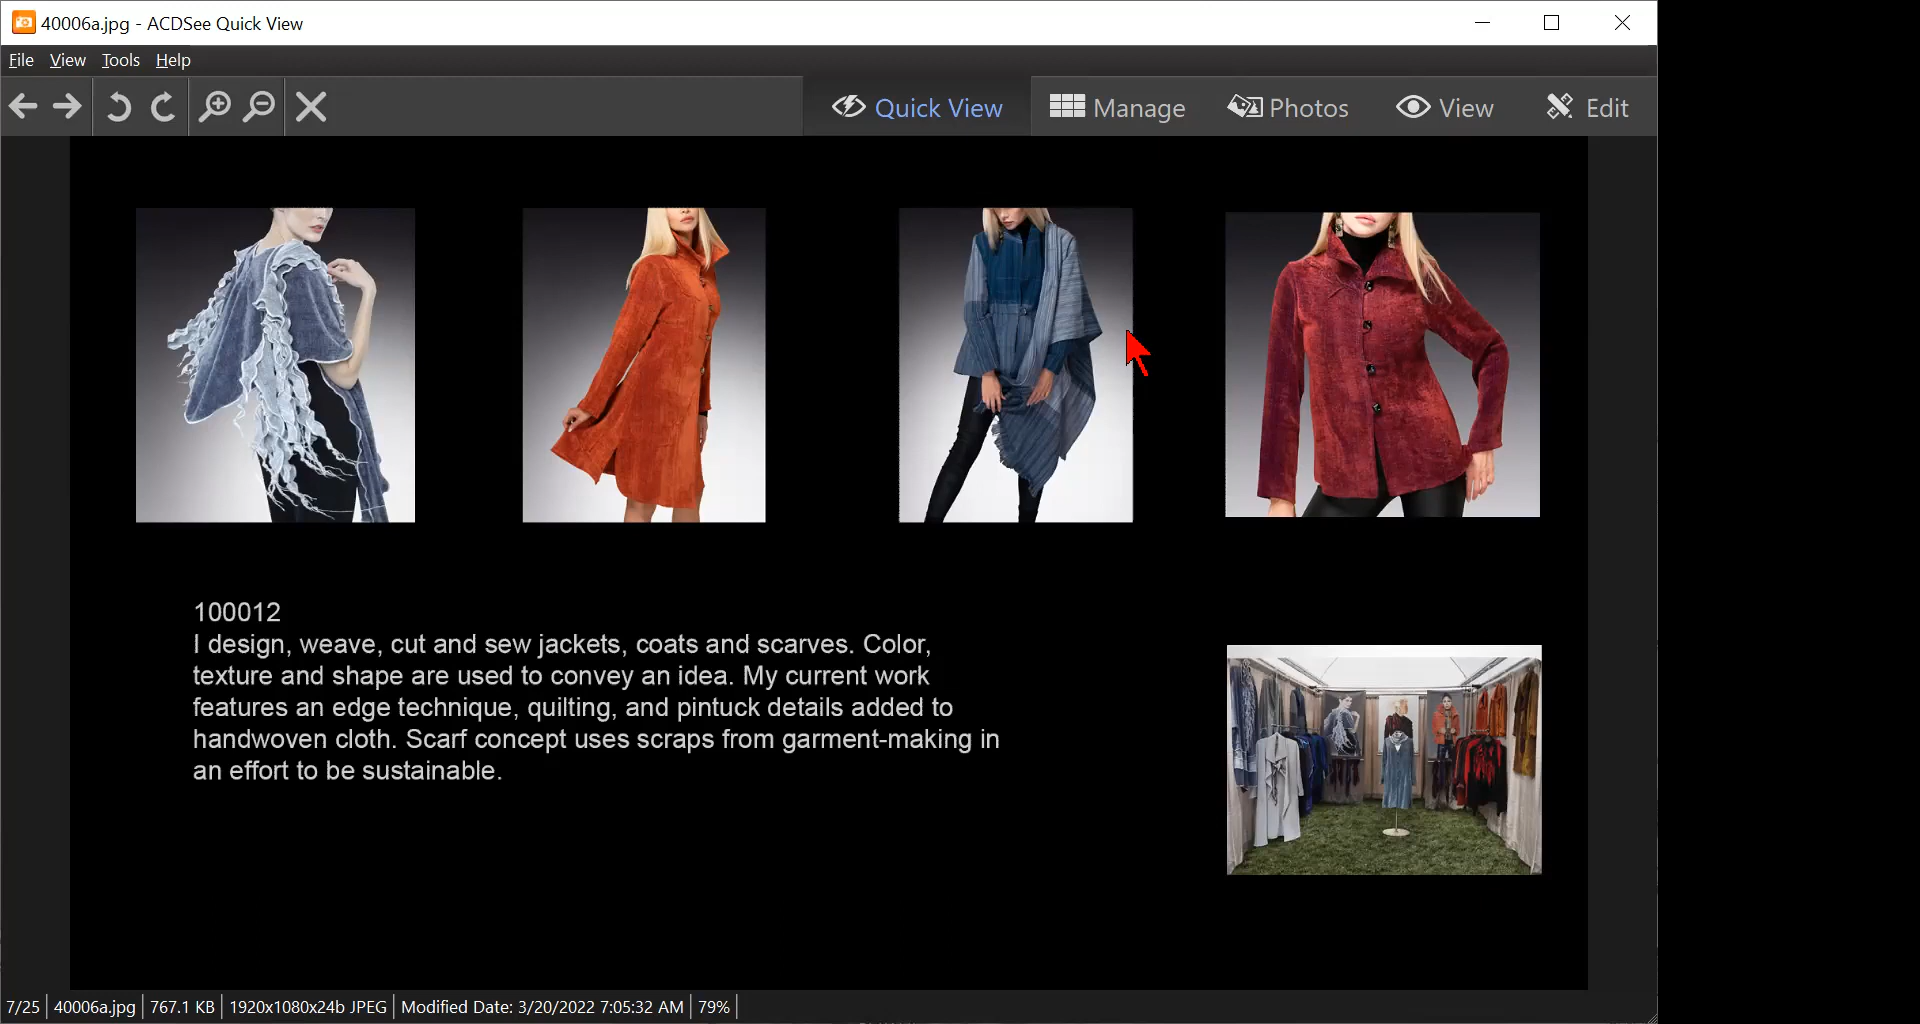 40006a.jpg - ACDSee Quick View
File View Tools Help
Quick View Manage Photos View Edit
100012
I design, weave, cut and sew jackets, coats and scarves. Color,
texture and shape are used to convey an idea. My current work
features an edge technique, quilting, and pintuck details added to
handwoven cloth. Scarf concept uses scraps from garment-making in
an effort to be sustainable.
7/25 40006a.jpg 767.1 KB 1920x1080x24b JPEG Modified Date: 3/20/2022 7:05:32 AM 79%